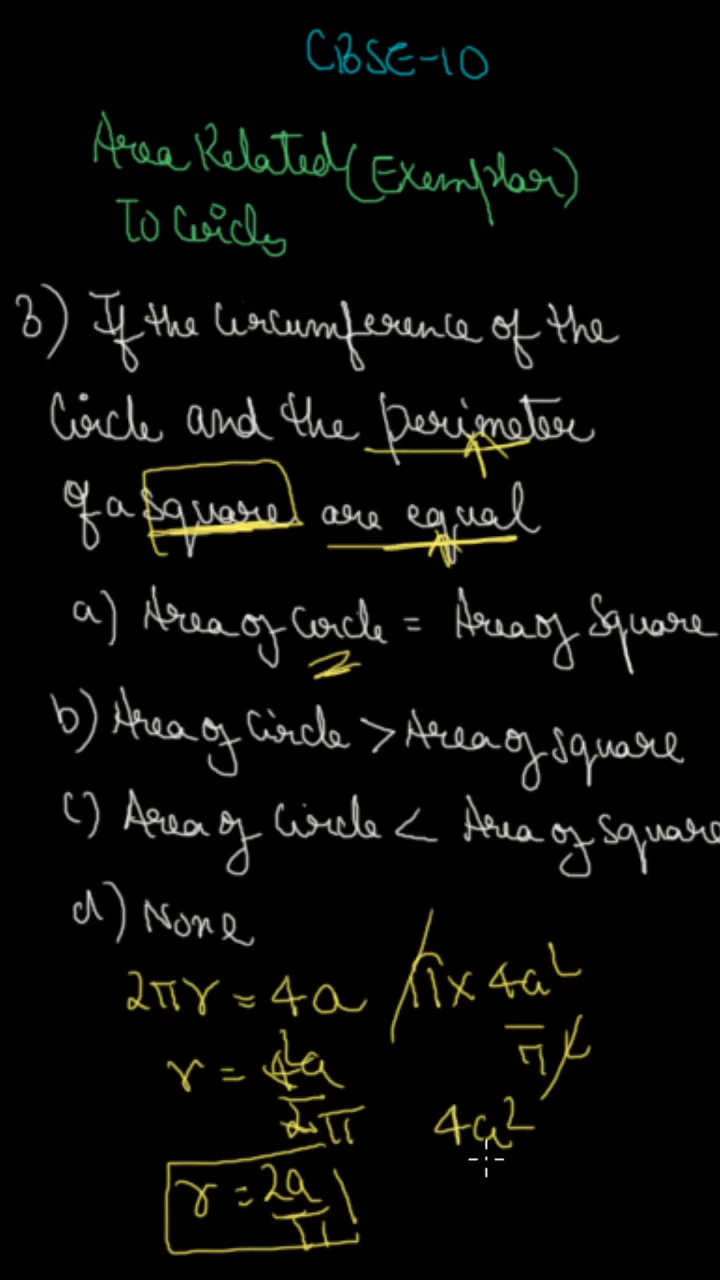 CBSE-10
Area Related (Exemplar)
To Circles
3) If the Circumference of the
Circle and the perimeter
of a square are equal
a) Area of Circle = Area of Square
b) Area of Circle > Area of square
c) Area of Circle < Area of Square
d) None
2πr = 4a π x 4a²
r = 4a π²
2π 4a²
r = 2a
π